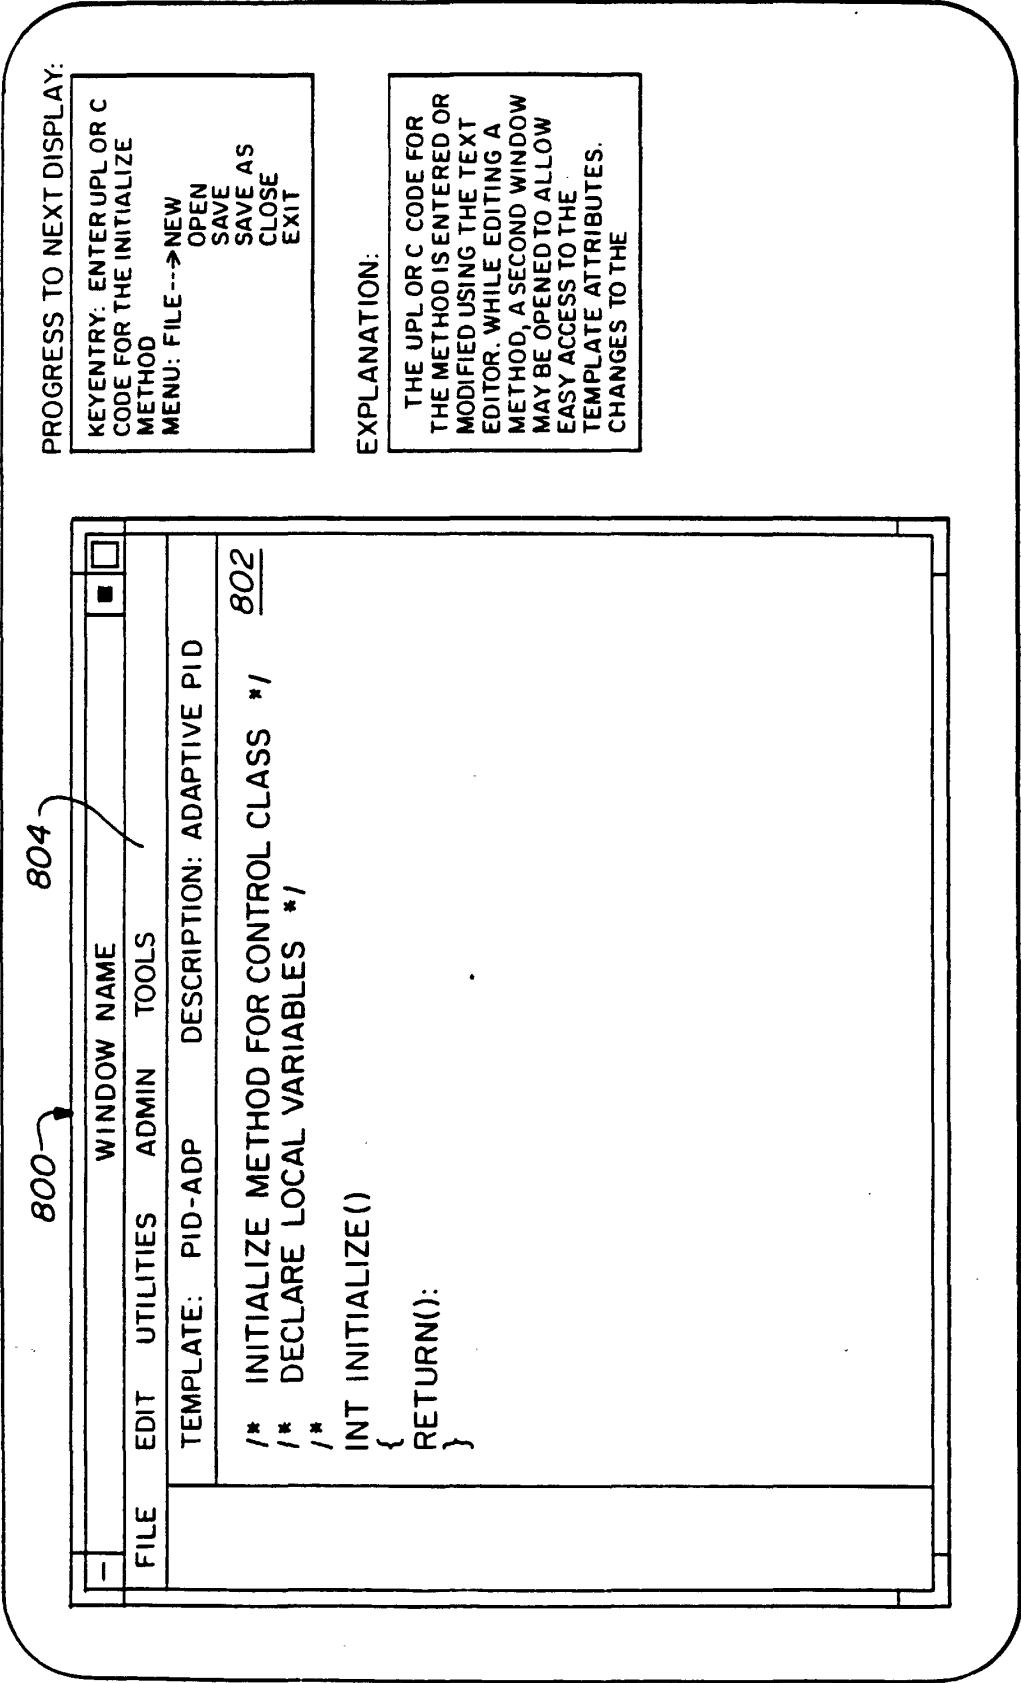 800
804
WINDOW NAME
FILE EDIT UTILITIES ADMIN TOOLS
TEMPLATE: PID-ADP DESCRIPTION: ADAPTIVE PID
802
/* INITIALIZE METHOD FOR CONTROL CLASS */
/* DECLARE LOCAL VARIABLES */
/*
INT INITIALIZE()
{
RETURN():
}
PROGRESS TO NEXT DISPLAY:
KEYENTRY: ENTER UPL OR C
CODE FOR THE INITIALIZE
METHOD
MENU: FILE--->NEW
OPEN
SAVE
SAVE AS
CLOSE
EXIT
EXPLANATION:
THE UPL OR C CODE FOR
THE METHOD IS ENTERED OR
MODIFIED USING THE TEXT
EDITOR. WHILE EDITING A
METHOD, A SECOND WINDOW
MAY BE OPENED TO ALLOW
EASY ACCESS TO THE
TEMPLATE ATTRIBUTES.
CHANGES TO THE